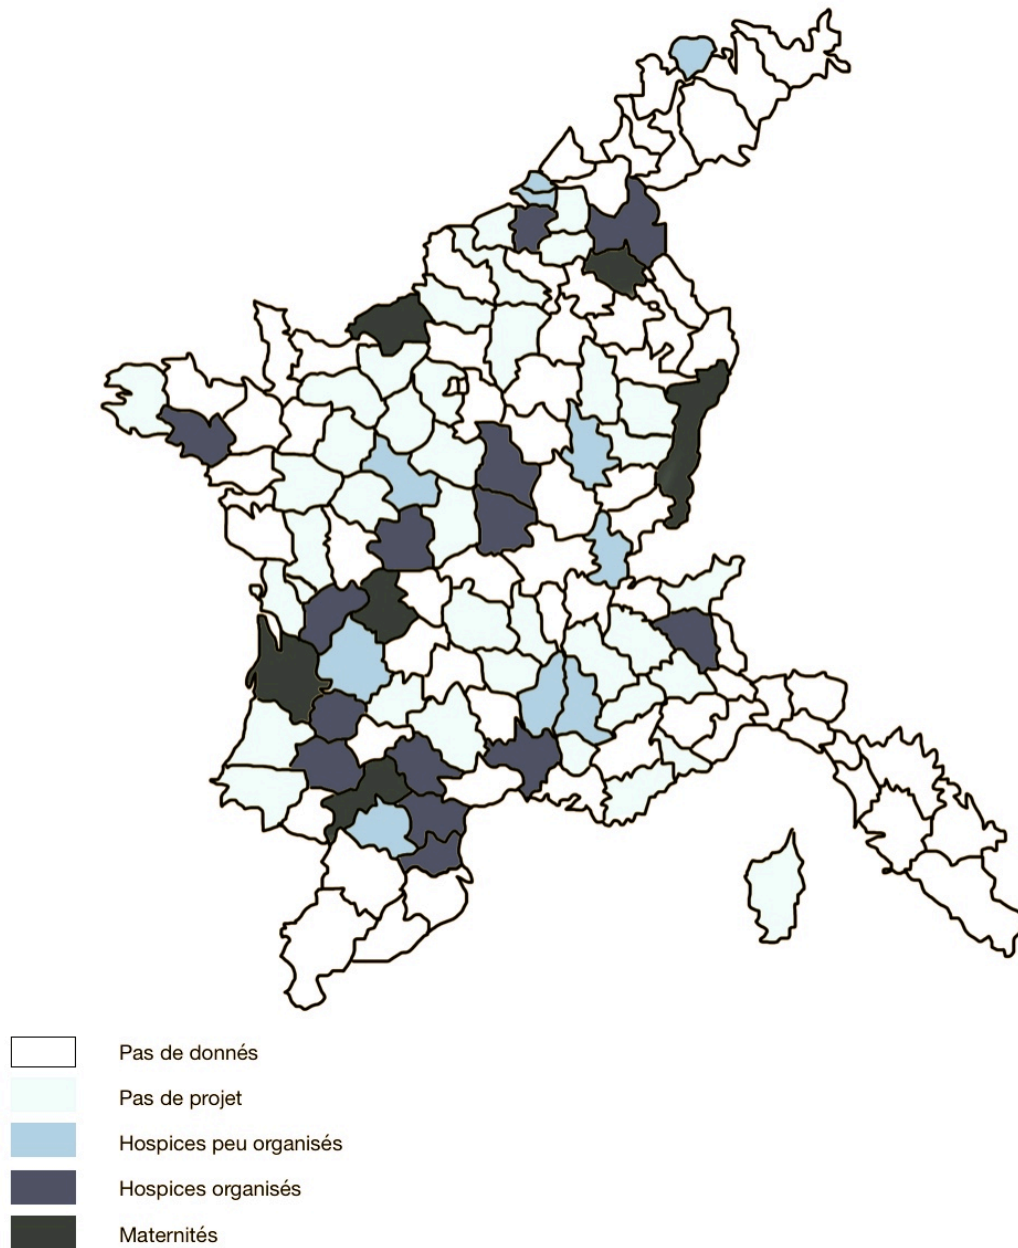 Pas de donnés
Pas de projet
Hospices peu organisés
Hospices organisés
Maternités